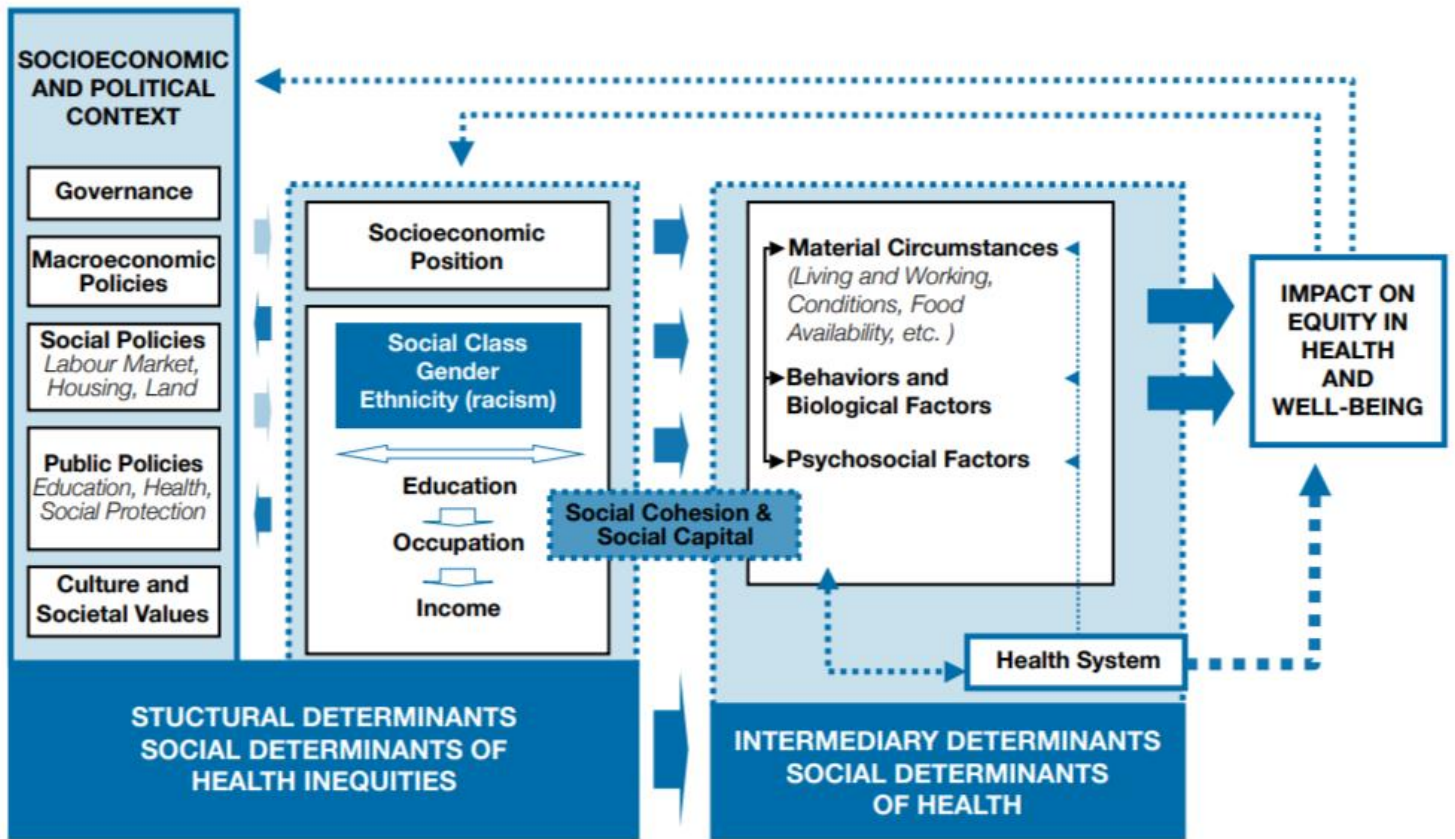 SOCIOECONOMIC
AND POLITICAL
CONTEXT
Governance
Macroeconomic
Policies
Social Policies
Labour Market,
Housing, Land
Public Policies
Education, Health,
Social Protection
Culture and
Societal Values
Socioeconomic
Position
Social Class
Gender
Ethnicity (racism)
Education
Occupation
Income
Social Cohesion &
Social Capital
Material Circumstances
(Living and Working,
Conditions, Food
Availability, etc. )
Behaviors and
Biological Factors
Psychosocial Factors
Health System
IMPACT ON
EQUITY IN
HEALTH
AND
WELL-BEING
STUCTURAL DETERMINANTS
SOCIAL DETERMINANTS OF
HEALTH INEQUITIES
INTERMEDIARY DETERMINANTS
SOCIAL DETERMINANTS
OF HEALTH